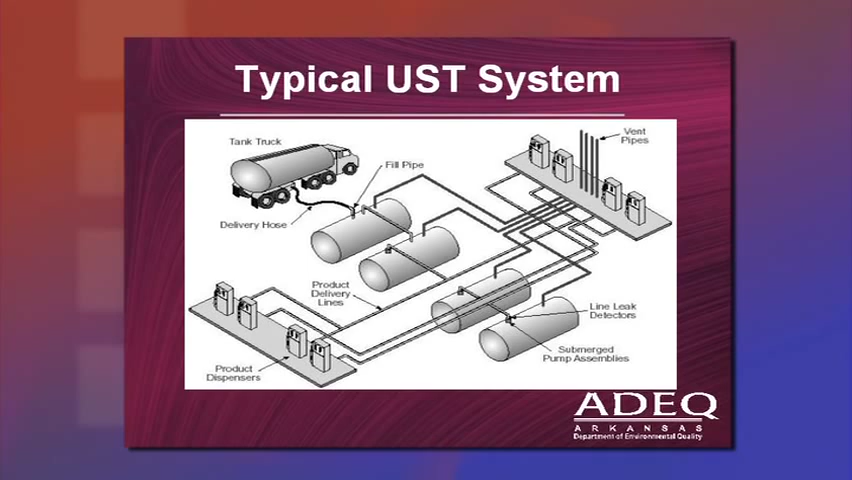 Typical UST System
Tank Truck
Vent
Pipes
Fill Pipe
Delivery Hose
Product
Delivery
Lines
Line Leak
Detectors
Product
Dispensers
Submerged
Pump Assemblies
ADEQ
ARKANSAS
Department of Environmental Quality